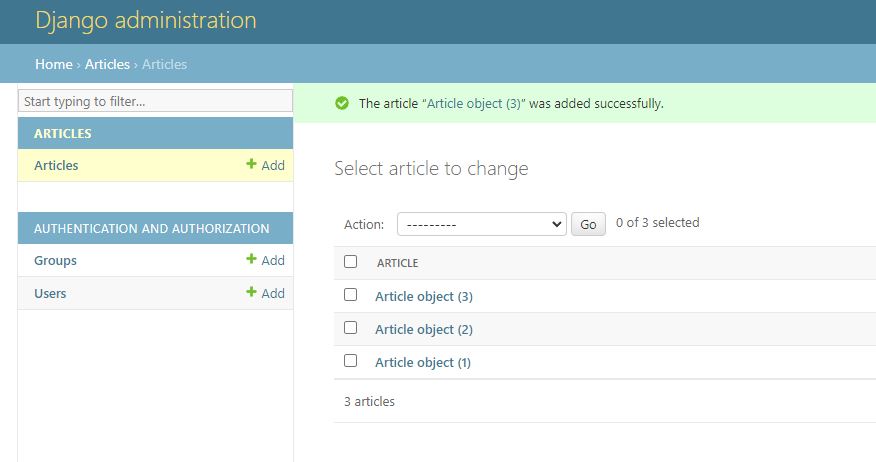 Django administration
Home › Articles › Articles
Start typing to filter...
ARTICLES
Articles + Add
AUTHENTICATION AND AUTHORIZATION
Groups + Add
Users + Add
The article “Article object (3)” was added successfully.
Select article to change
Action: --------- Go 0 of 3 selected
ARTICLE
Article object (3)
Article object (2)
Article object (1)
3 articles